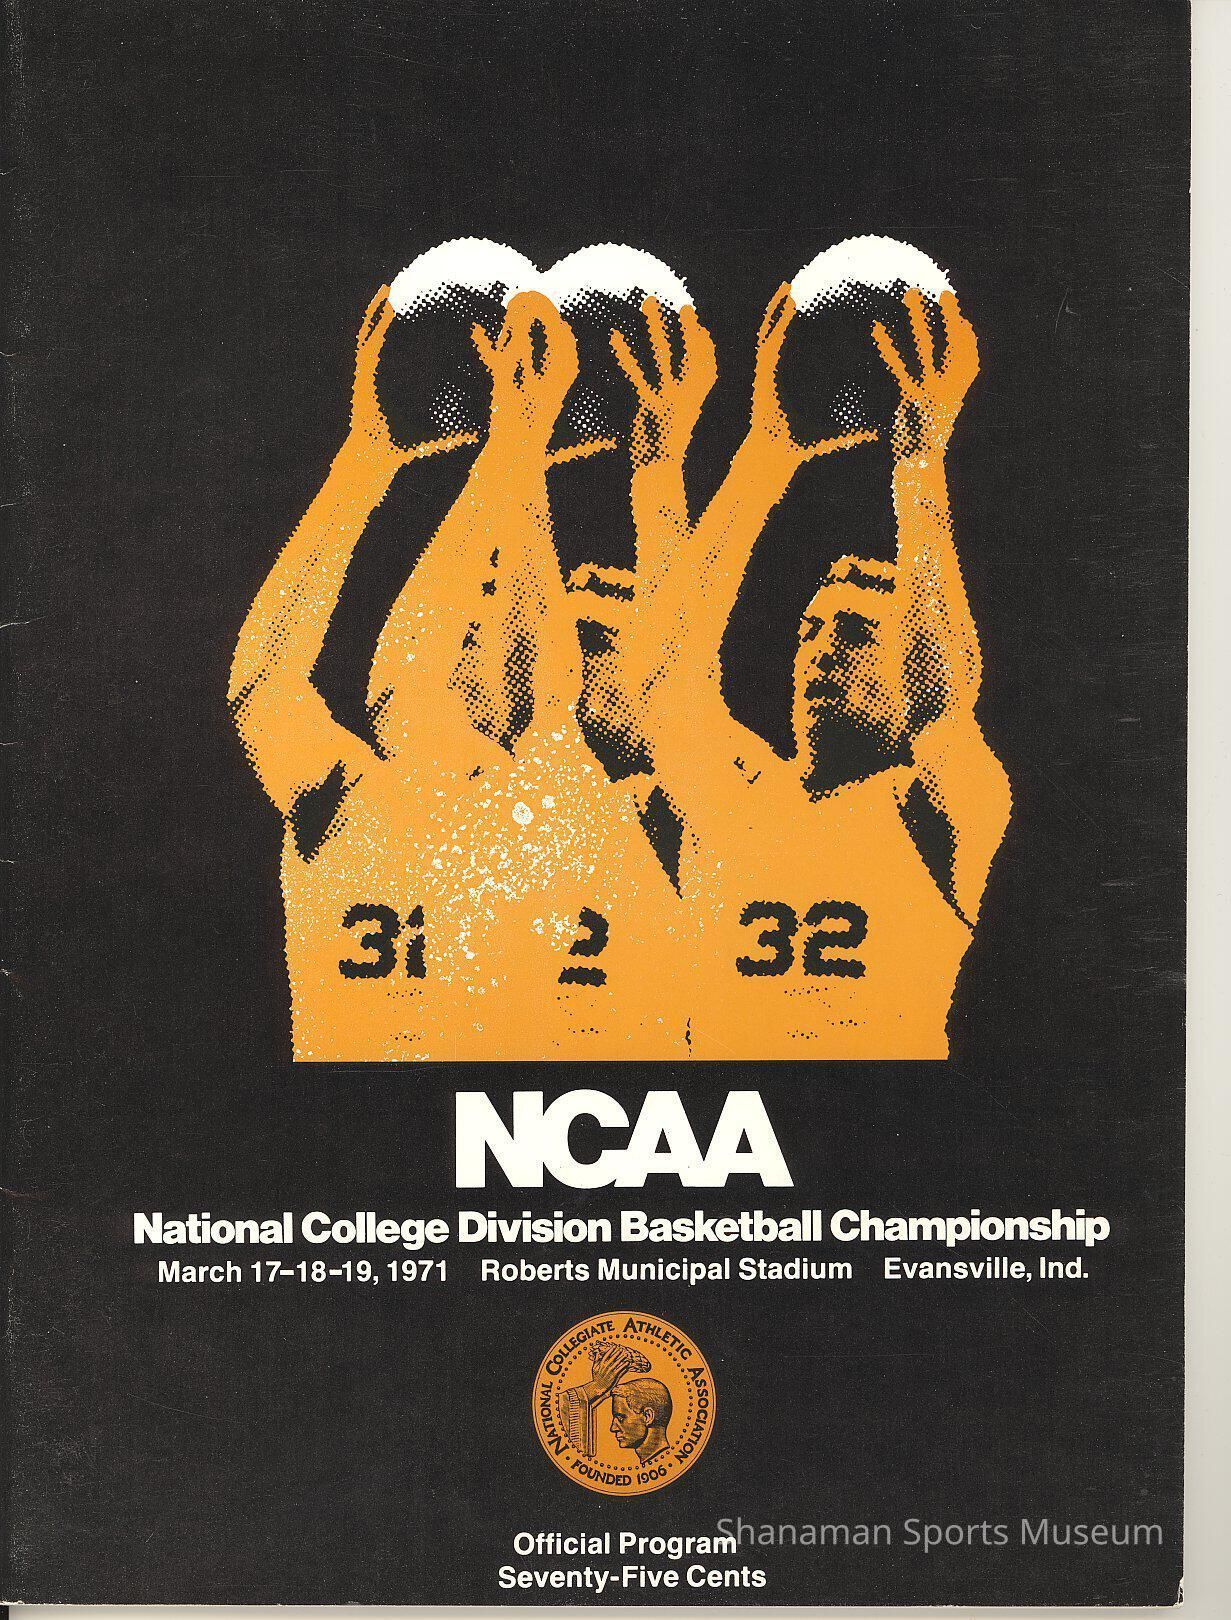 31 2 32
NCAA
National College Division Basketball Championship
March 17-18-19, 1971 Roberts Municipal Stadium Evansville, Ind.
NATIONAL COLLEGIATE ATHLETIC ASSOCIATION
• FOUNDED 1906 •
Official Program
Seventy-Five Cents
Shanaman Sports Museum